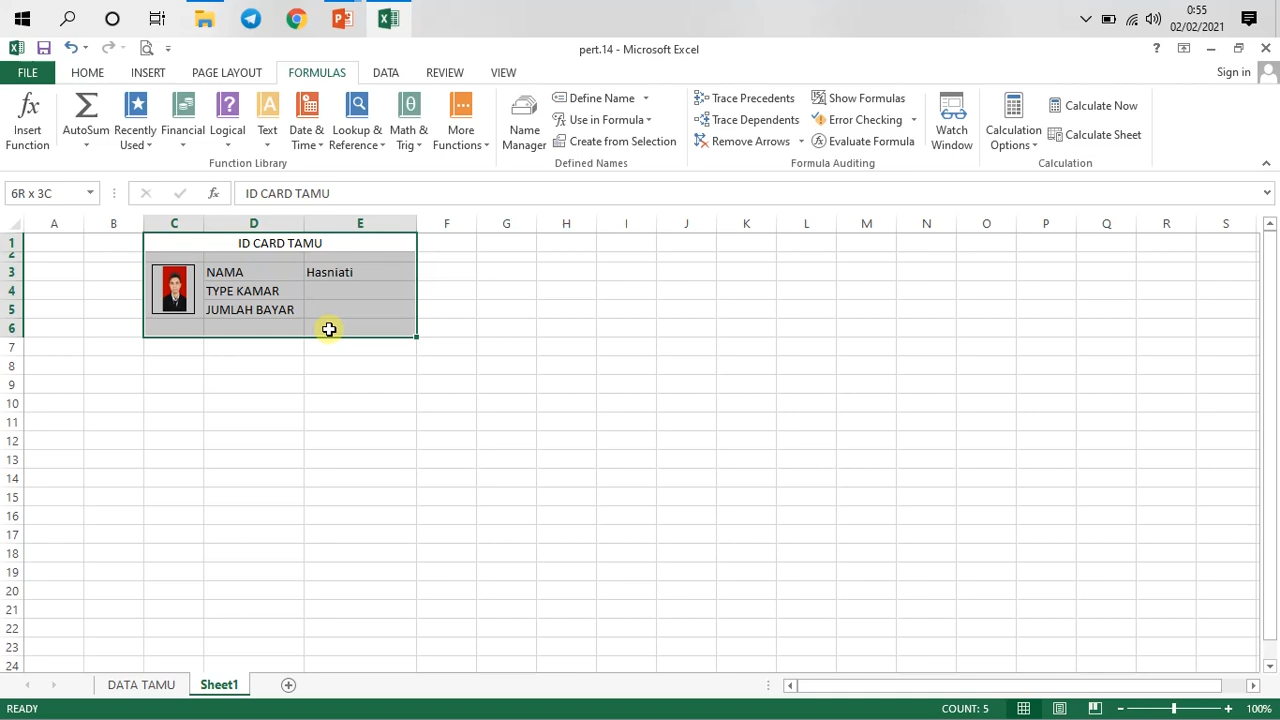 0:55
02/02/2021
pert.14 - Microsoft Excel
?
FILE HOME INSERT PAGE LAYOUT FORMULAS DATA REVIEW VIEW Sign in
fx Insert Function
Σ AutoSum
Recently Used
Financial
? Logical
A Text
Date & Time
Lookup & Reference
θ Math & Trig
More Functions
Name Manager
Define Name
Use in Formula
Create from Selection
Trace Precedents
Trace Dependents
Remove Arrows
Show Formulas
Error Checking
Evaluate Formula
Watch Window
Calculation Options
Calculate Now
Calculate Sheet
Function Library Defined Names Formula Auditing Calculation
6R x 3C fx ID CARD TAMU
A B C D E F G H I J K L M N O P Q R S
1 ID CARD TAMU
2
3 NAMA Hasniati
4 TYPE KAMAR
5 JUMLAH BAYAR
6
7
8
9
10
11
12
13
14
15
16
17
18
19
20
21
22
23
24
DATA TAMU Sheet1
READY COUNT: 5 100%